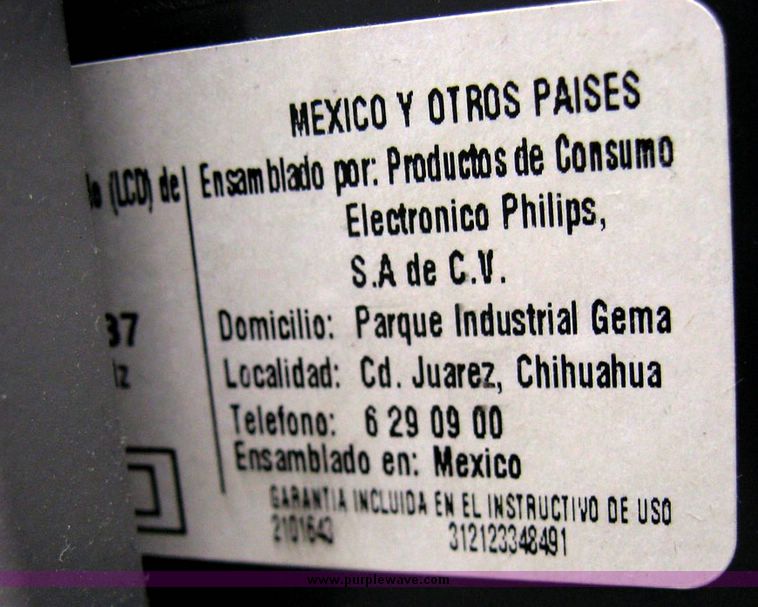 MEXICO Y OTROS PAISES
(LCD) de
Ensamblado por: Productos de Consumo
Electronico Philips,
S.A de C.V.
37
Domicilio: Parque Industrial Gema
Localidad: Cd. Juarez, Chihuahua
Telefono: 6 29 09 00
Ensamblado en: Mexico
GARANTIA INCLUIDA EN EL INSTRUCTIVO DE USO
2101643 312123348491
www.purplewave.com